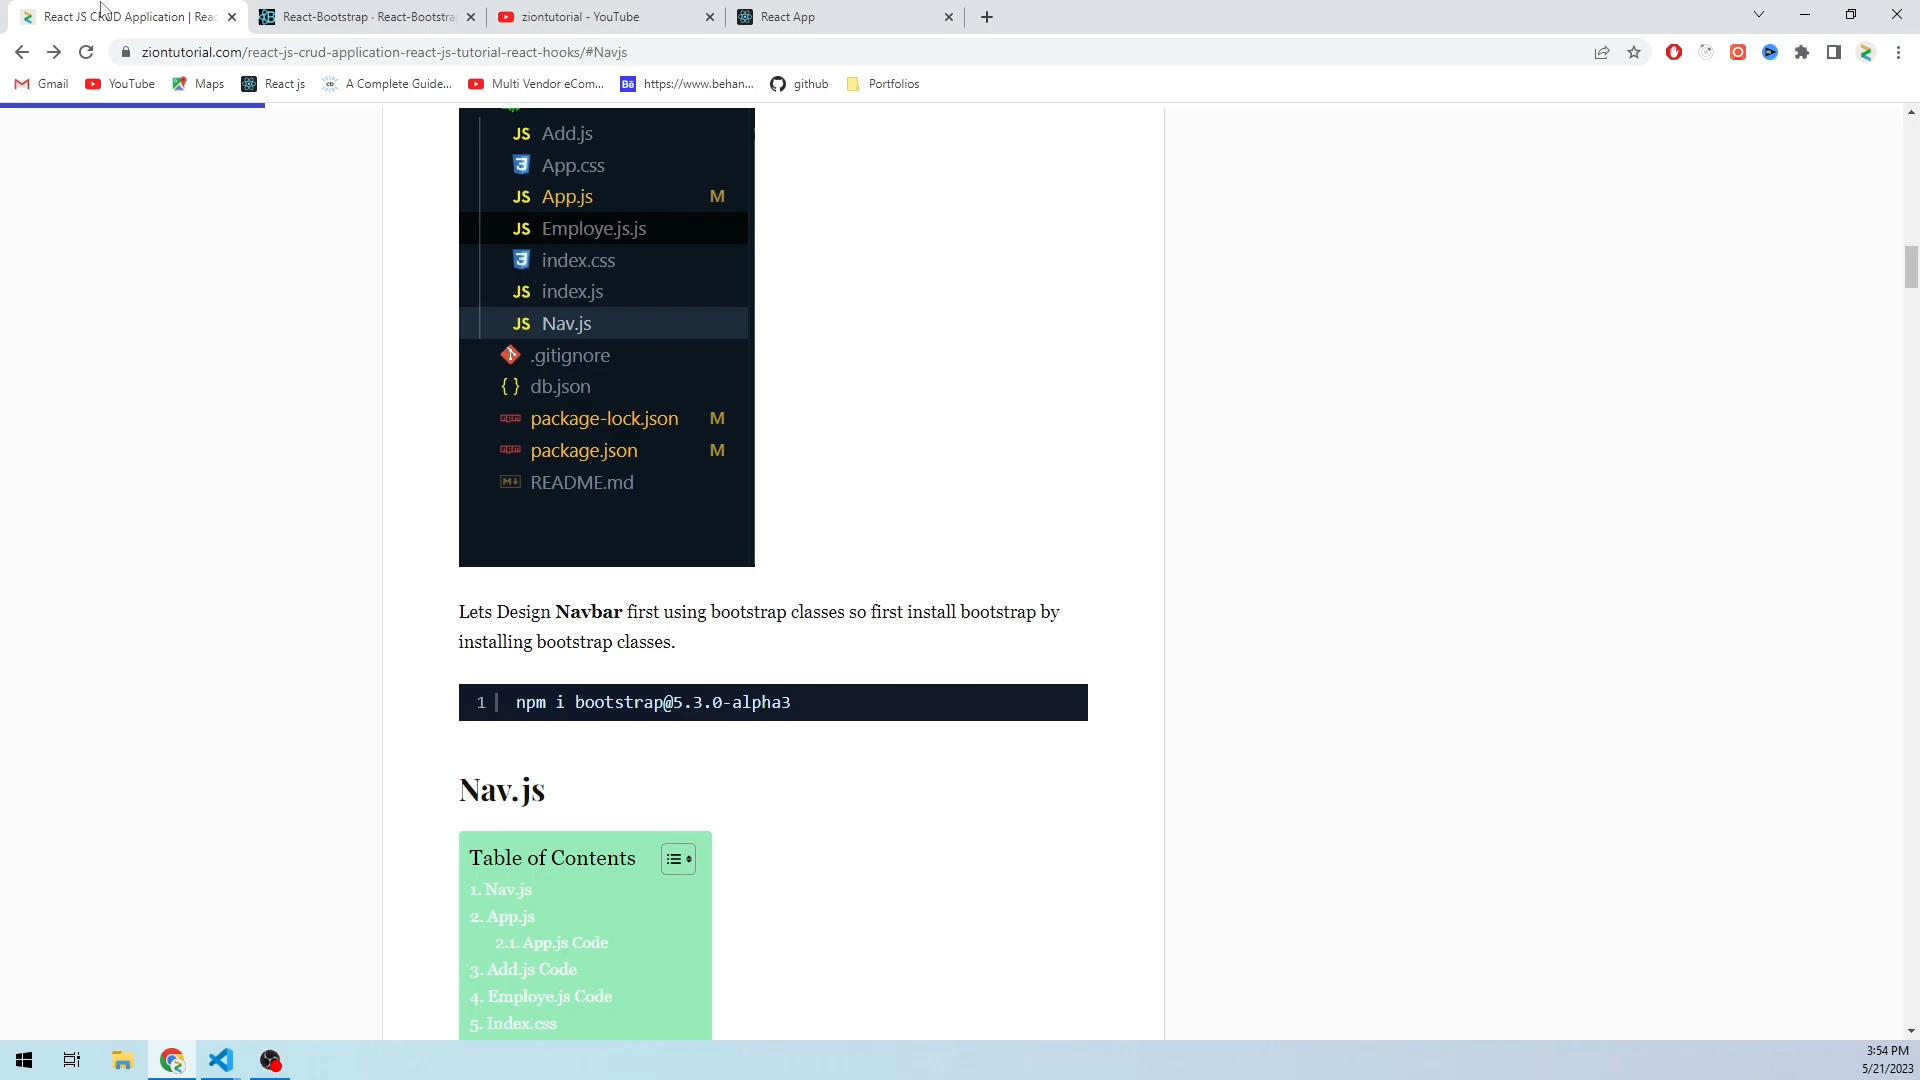 React JS CRUD Application | Reac
React-Bootstrap · React-Bootstra
ziontutorial - YouTube
React App
ziontutorial.com/react-js-crud-application-react-js-tutorial-react-hooks/#Navjs
Gmail
YouTube
Maps
React js
A Complete Guide...
Multi Vendor eCom...
https://www.behan...
github
Portfolios
JS Add.js
App.css
JS App.js M
JS Employe.js.js
index.css
JS index.js
JS Nav.js
.gitignore
{ } db.json
package-lock.json M
package.json M
README.md
Lets Design Navbar first using bootstrap classes so first install bootstrap by
installing bootstrap classes.
1 npm i bootstrap@5.3.0-alpha3
Nav.js
Table of Contents
1. Nav.js
2. App.js
2.1. App.js Code
3. Add.js Code
4. Employe.js Code
5. Index.css
3:54 PM
5/21/2023